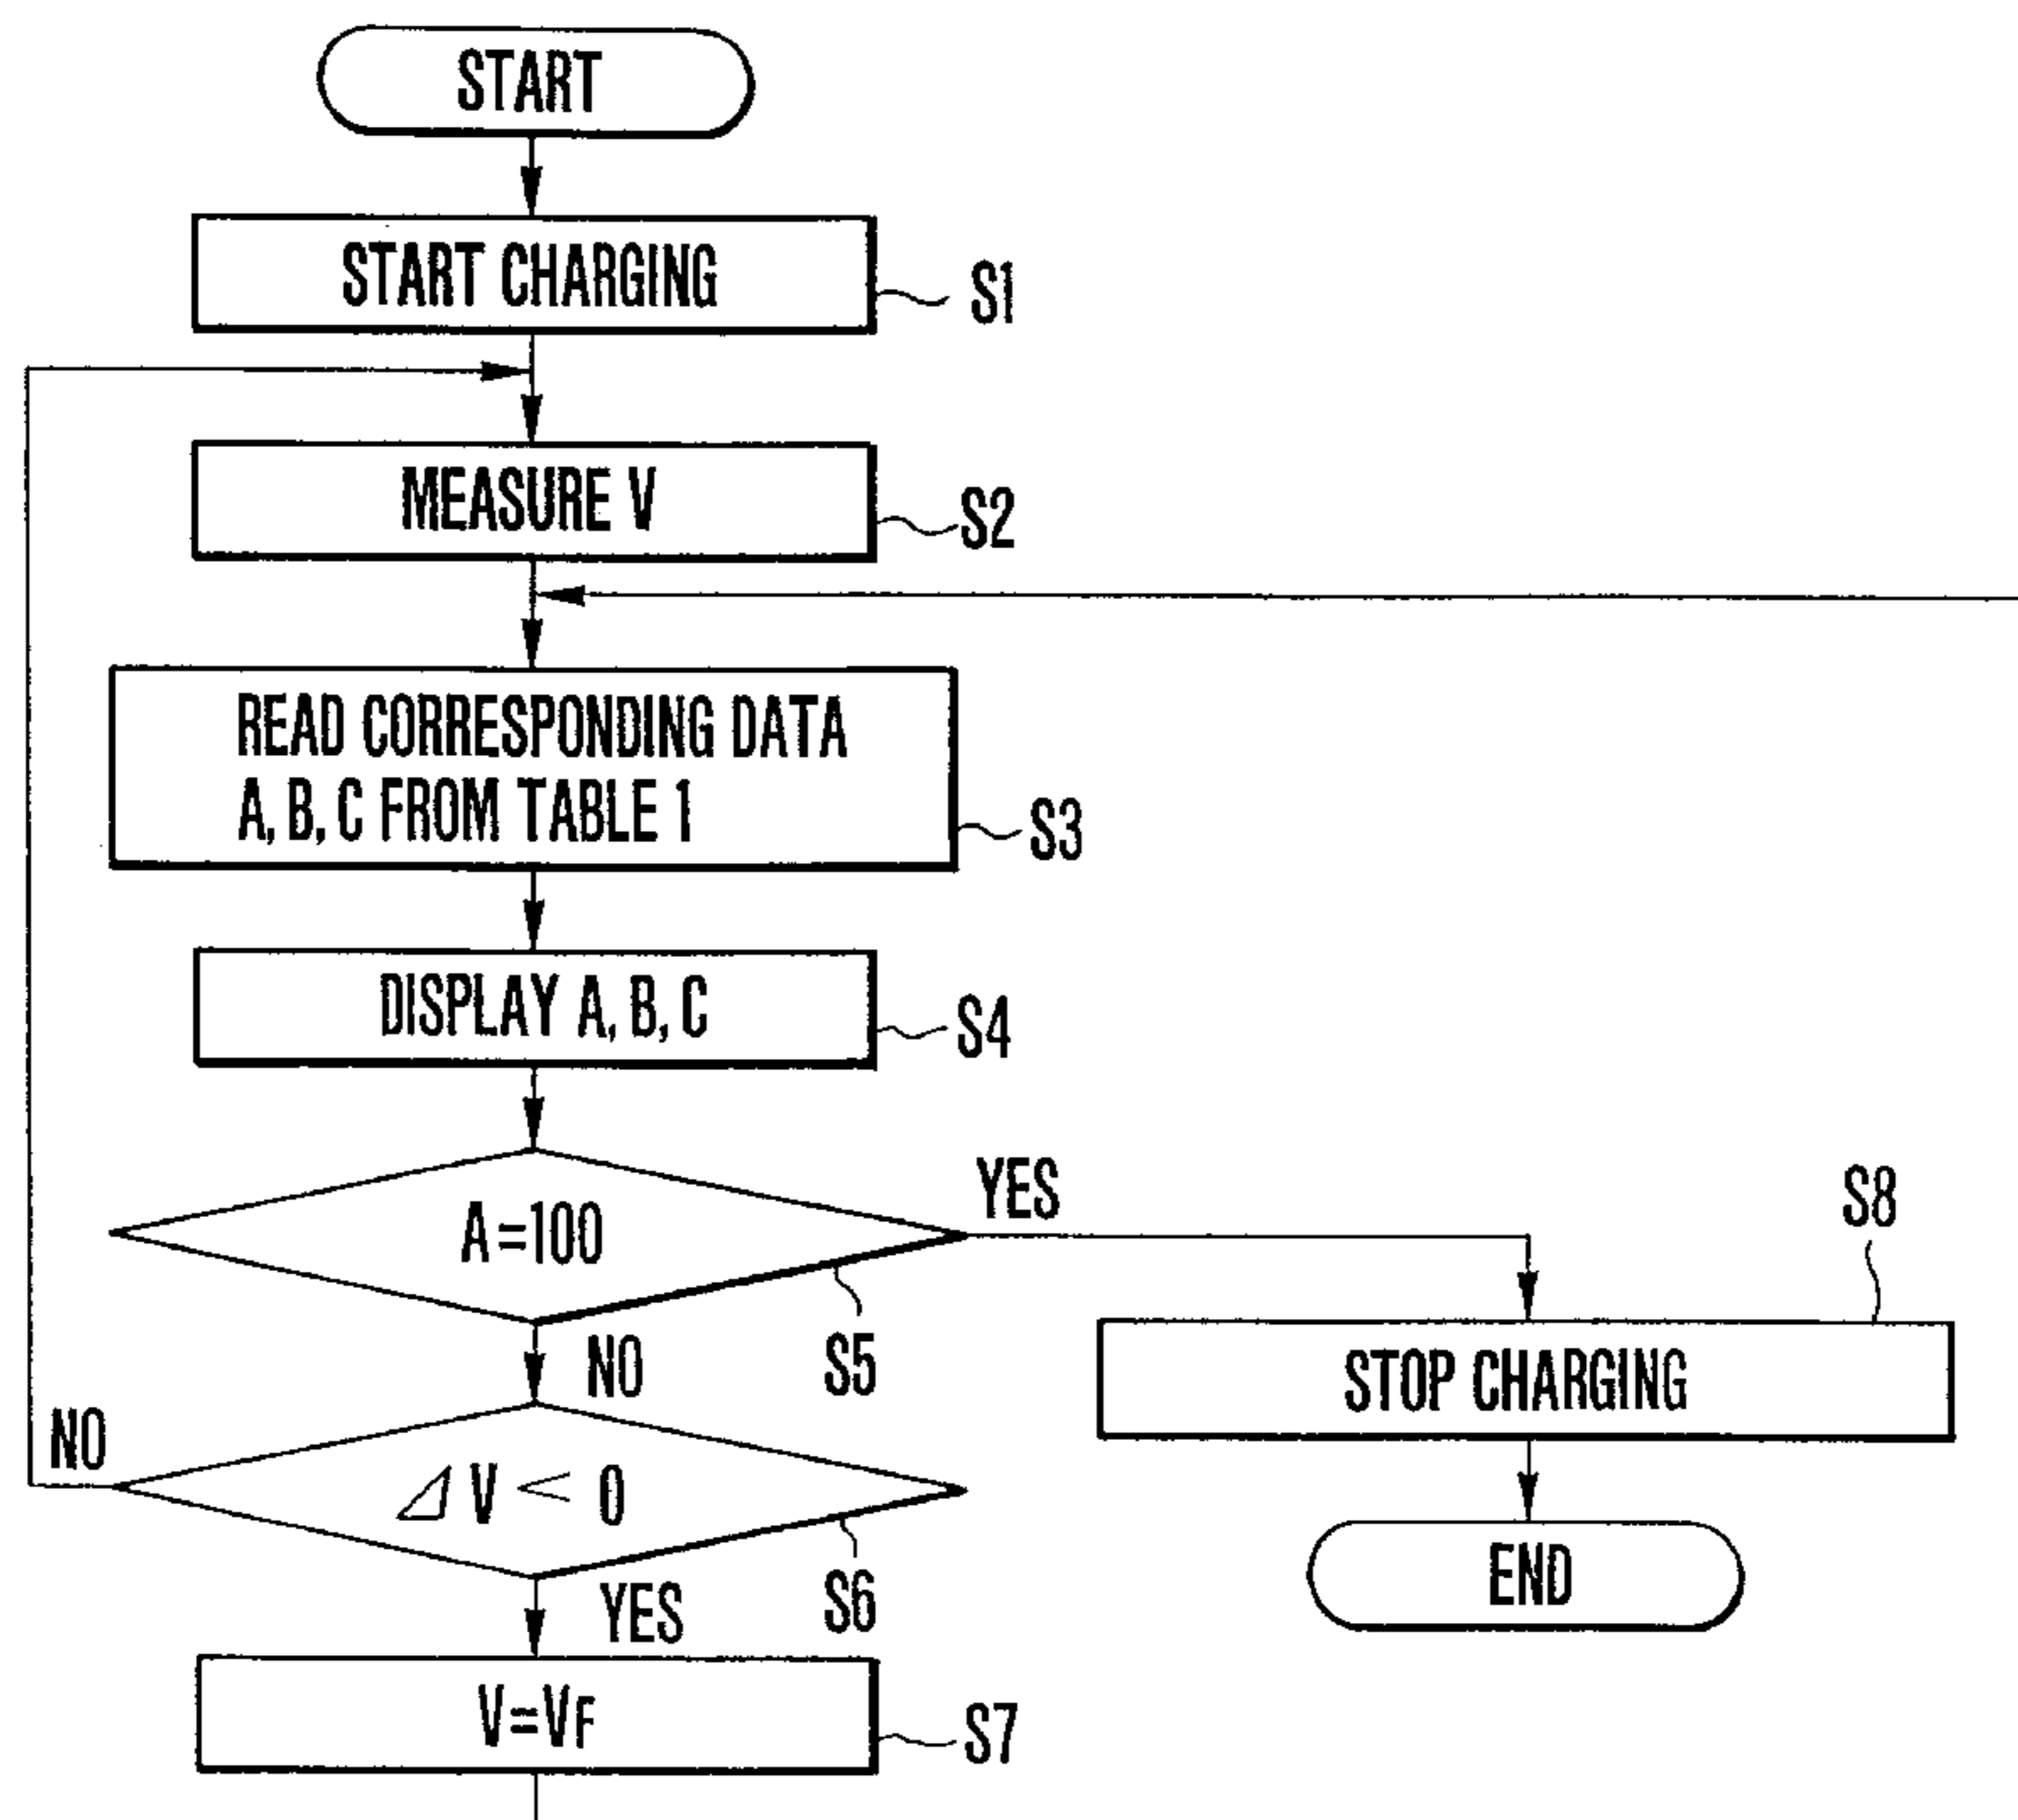 START
START CHARGING
S1
MEASURE V
S2
READ CORRESPONDING DATA
A, B, C FROM TABLE 1
S3
DISPLAY A, B, C
S4
A=100
YES
S5
NO
S8
STOP CHARGING
END
⊿V < 0
NO
S6
YES
V=VF
S7